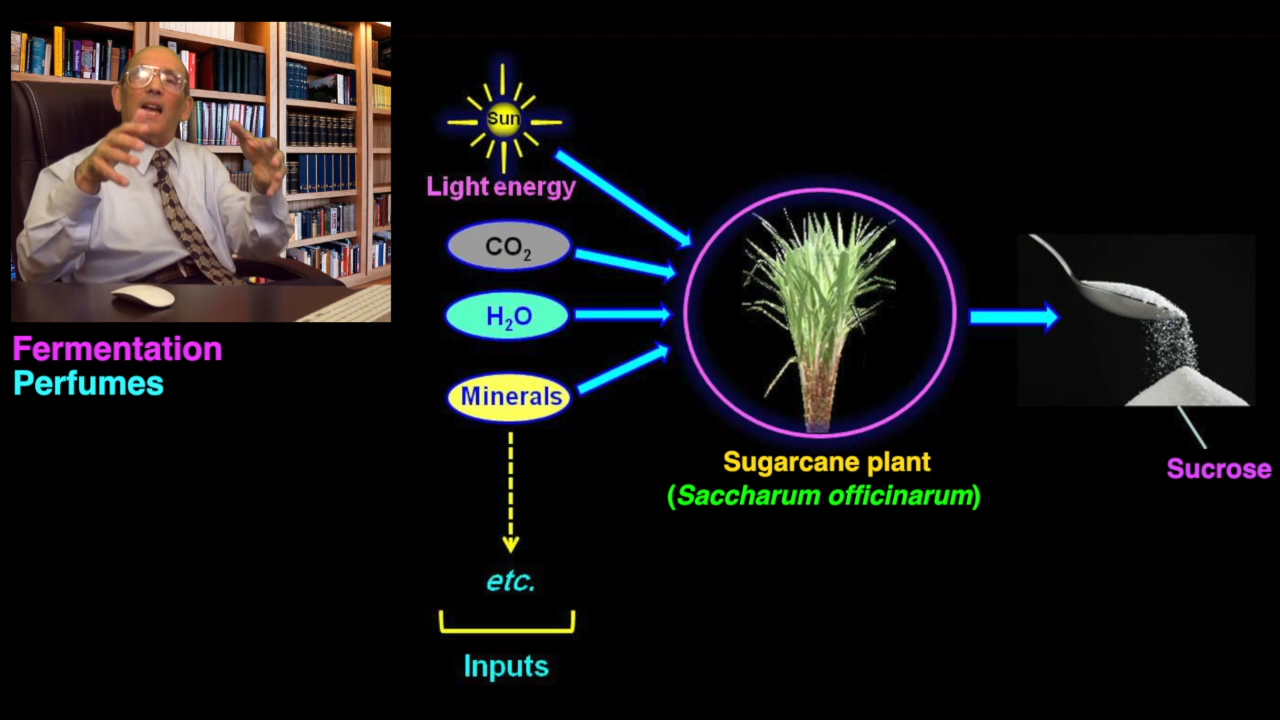 Fermentation
Perfumes
Sun
Light energy
CO₂
H₂O
Minerals
etc.
Inputs
Sugarcane plant
(Saccharum officinarum)
Sucrose